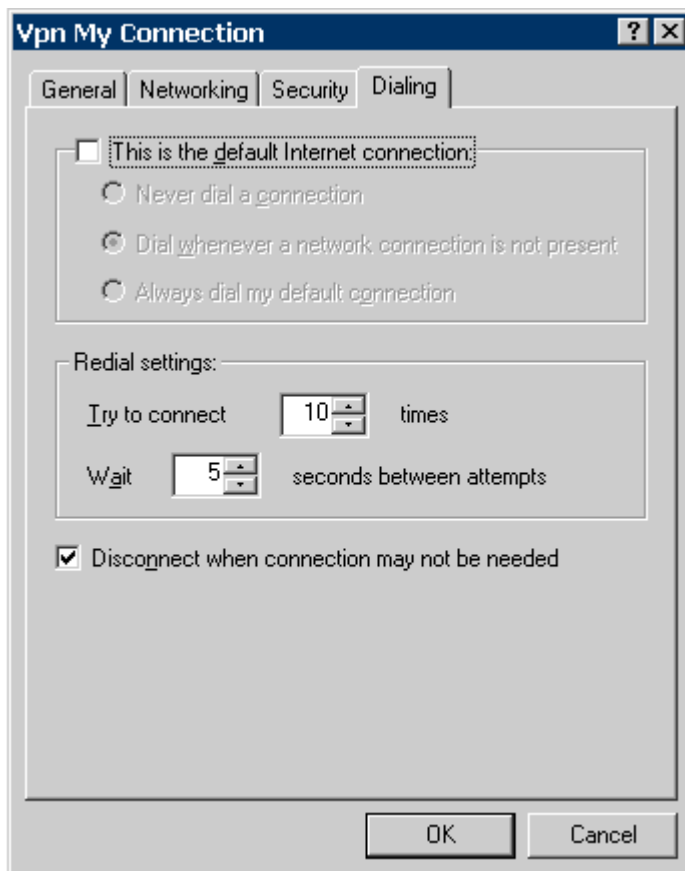 Vpn My Connection
General Networking Security Dialing
This is the default Internet connection:
Never dial a connection
Dial whenever a network connection is not present
Always dial my default connection
Redial settings:
Try to connect 10 times
Wait 5 seconds between attempts
Disconnect when connection may not be needed
OK Cancel